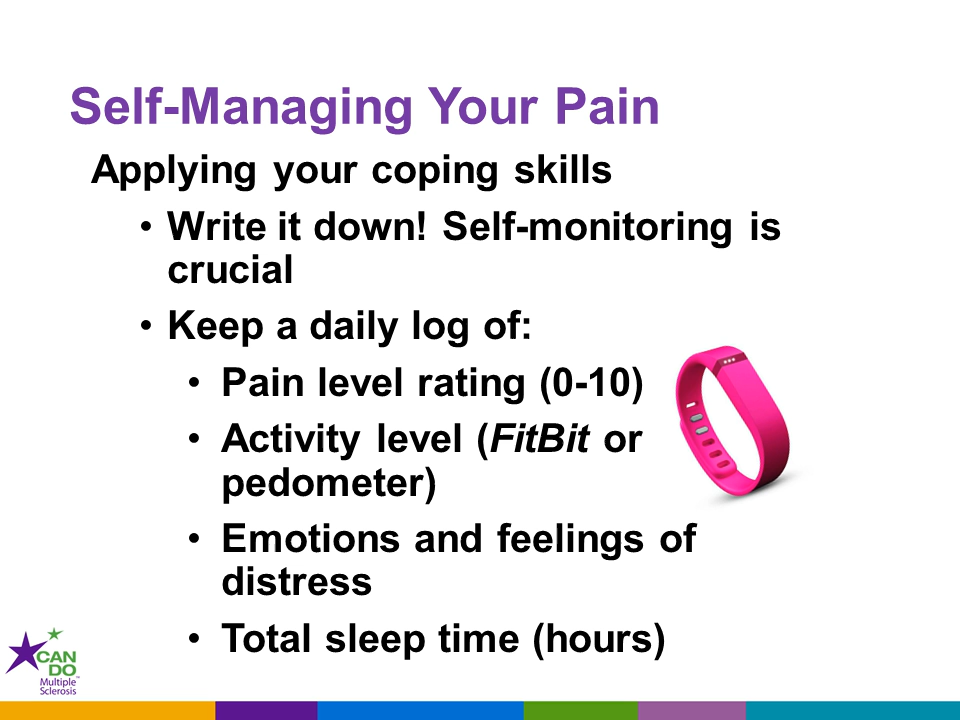 Self-Managing Your Pain
Applying your coping skills
• Write it down! Self-monitoring is
crucial
• Keep a daily log of:
• Pain level rating (0-10)
• Activity level (FitBit or
pedometer)
• Emotions and feelings of
distress
• Total sleep time (hours)
CAN
DO™
Multiple
Sclerosis